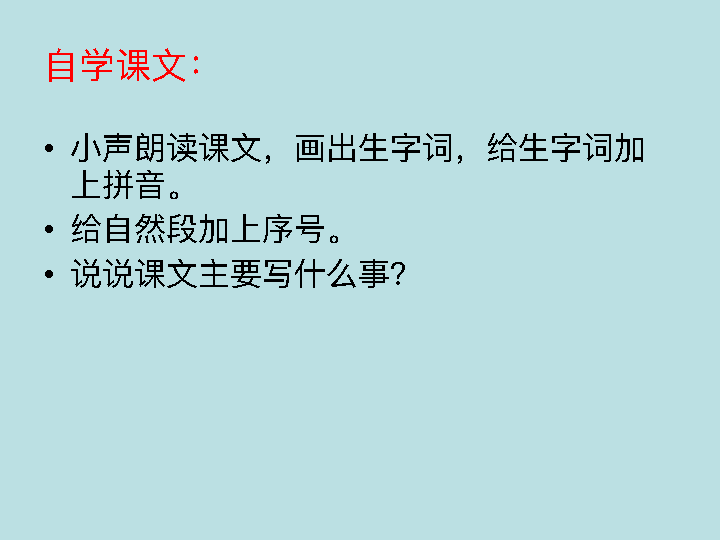 自学课文：
• 小声朗读课文，画出生字词，给生字词加
上拼音。
• 给自然段加上序号。
• 说说课文主要写什么事？